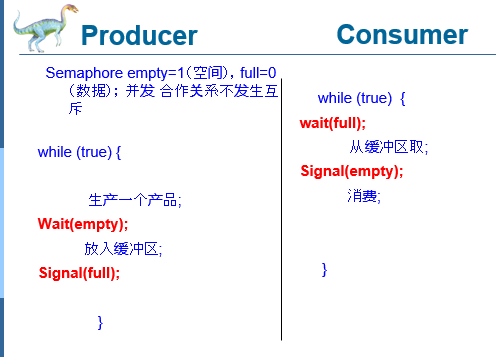 Producer
Semaphore empty=1(空间), full=0
(数据); 并发 合作关系不发生互
斥
while (true) {
生产一个产品;
Wait(empty);
放入缓冲区;
Signal(full);
}
Consumer
while (true) {
wait(full);
从缓冲区取;
Signal(empty);
消费;
}